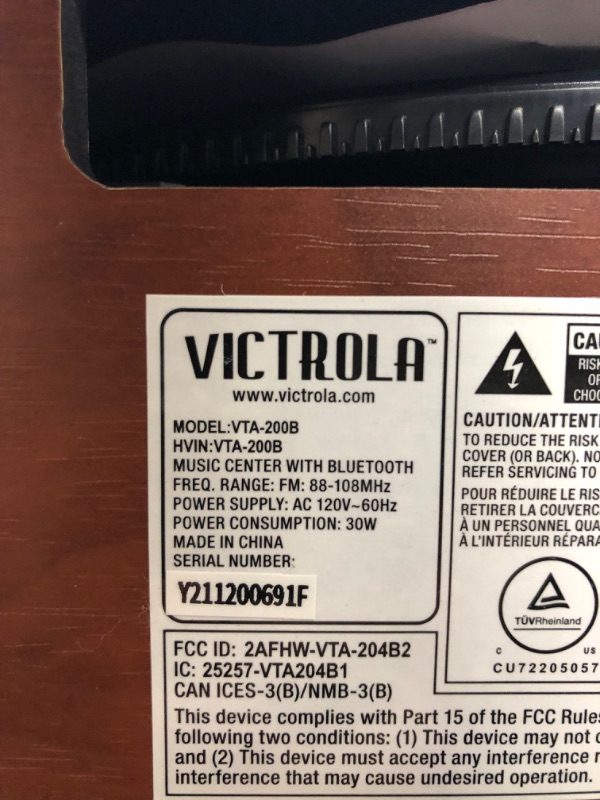 VICTROLA™
www.victrola.com
MODEL:VTA-200B
HVIN:VTA-200B
MUSIC CENTER WITH BLUETOOTH
FREQ. RANGE: FM: 88-108MHz
POWER SUPPLY: AC 120V~60Hz
POWER CONSUMPTION: 30W
MADE IN CHINA
SERIAL NUMBER:
Y211200691F
FCC ID: 2AFHW-VTA-204B2
IC: 25257-VTA204B1
CAN ICES-3(B)/NMB-3(B)
This device complies with Part 15 of the FCC Rules
following two conditions: (1) This device may not
and (2) This device must accept any interference
interference that may cause undesired operation.
RISK
CAUTION/ATTENTI
TO REDUCE THE RISK
COVER (OR BACK). NO
REFER SERVICING TO
POUR RÉDUIRE LE RIS
RETIRER LA COUVERC
À UN PERSONNEL QUA
À L'INTÉRIEUR RÉPARA
TÜVRheinland
C US
CU72205057